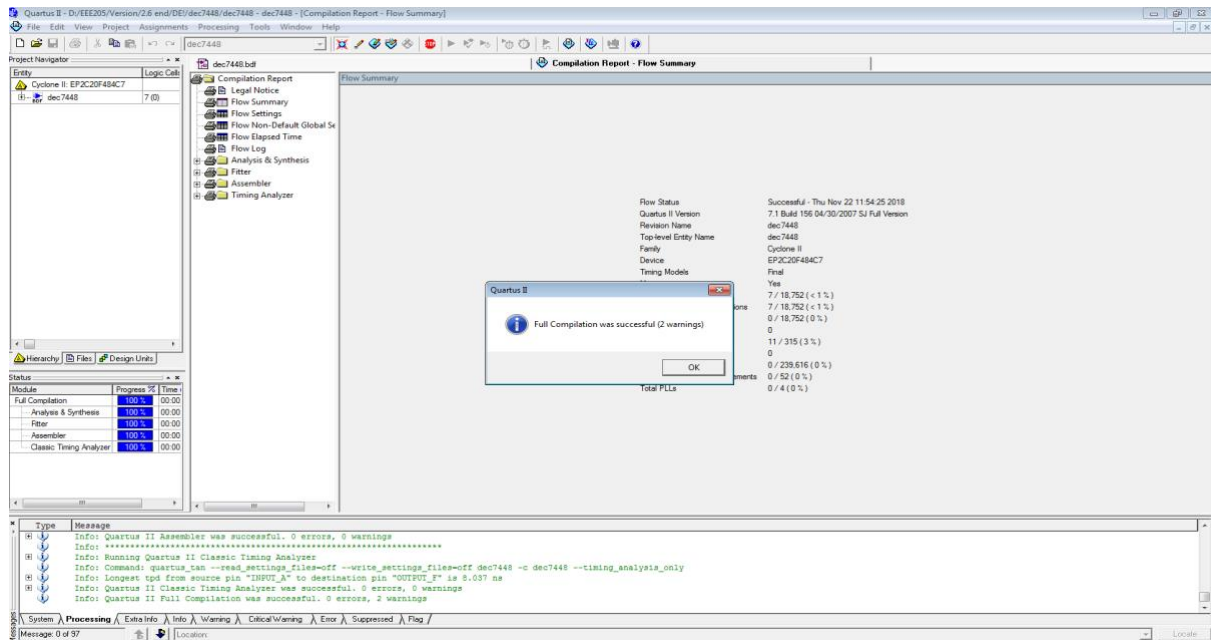 Quartus II - D:/EEE205/Version/2.6 end/DE!/dec7448/dec7448 - dec7448 - [Compilation Report - Flow Summary]
File Edit View Project Assignments Processing Tools Window Help
dec7448
Project Navigator
Entity Logic Cells
Cyclone II: EP2C20F484C7
dec7448 7 (0)
Hierarchy Files Design Units
Status
Module Progress % Time
Full Compilation 100 % 00:00
Analysis & Synthesis 100 % 00:00
Fitter 100 % 00:00
Assembler 100 % 00:00
Classic Timing Analyzer 100 % 00:00
dec7448.bdf
Compilation Report - Flow Summary
Compilation Report
Legal Notice
Flow Summary
Flow Settings
Flow Non-Default Global Se
Flow Elapsed Time
Flow Log
Analysis & Synthesis
Fitter
Assembler
Timing Analyzer
Flow Summary
Flow Status Successful - Thu Nov 22 11:54:25 2018
Quartus II Version 7.1 Build 156 04/30/2007 SJ Full Version
Revision Name dec7448
Top-level Entity Name dec7448
Family Cyclone II
Device EP2C20F484C7
Timing Models Final
Yes
7 / 18,752 ( < 1 % )
ions 7 / 18,752 ( < 1 % )
0 / 18,752 ( 0 % )
0
11 / 315 ( 3 % )
0
0 / 239,616 ( 0 % )
ements 0 / 52 ( 0 % )
Total PLLs 0 / 4 ( 0 % )
Quartus II
Full Compilation was successful (2 warnings)
OK
Type Message
Info: Quartus II Assembler was successful. 0 errors, 0 warnings
Info: *******************************************************************
Info: Running Quartus II Classic Timing Analyzer
Info: Command: quartus_tan --read_settings_files=off --write_settings_files=off dec7448 -c dec7448 --timing_analysis_only
Info: Longest tpd from source pin "INPUT_A" to destination pin "OUTPUT_F" is 8.037 ns
Info: Quartus II Classic Timing Analyzer was successful. 0 errors, 0 warnings
Info: Quartus II Full Compilation was successful. 0 errors, 2 warnings
System Processing Extra Info Info Warning Critical Warning Error Suppressed Flag
Messages
Message: 0 of 97 Location: Locate